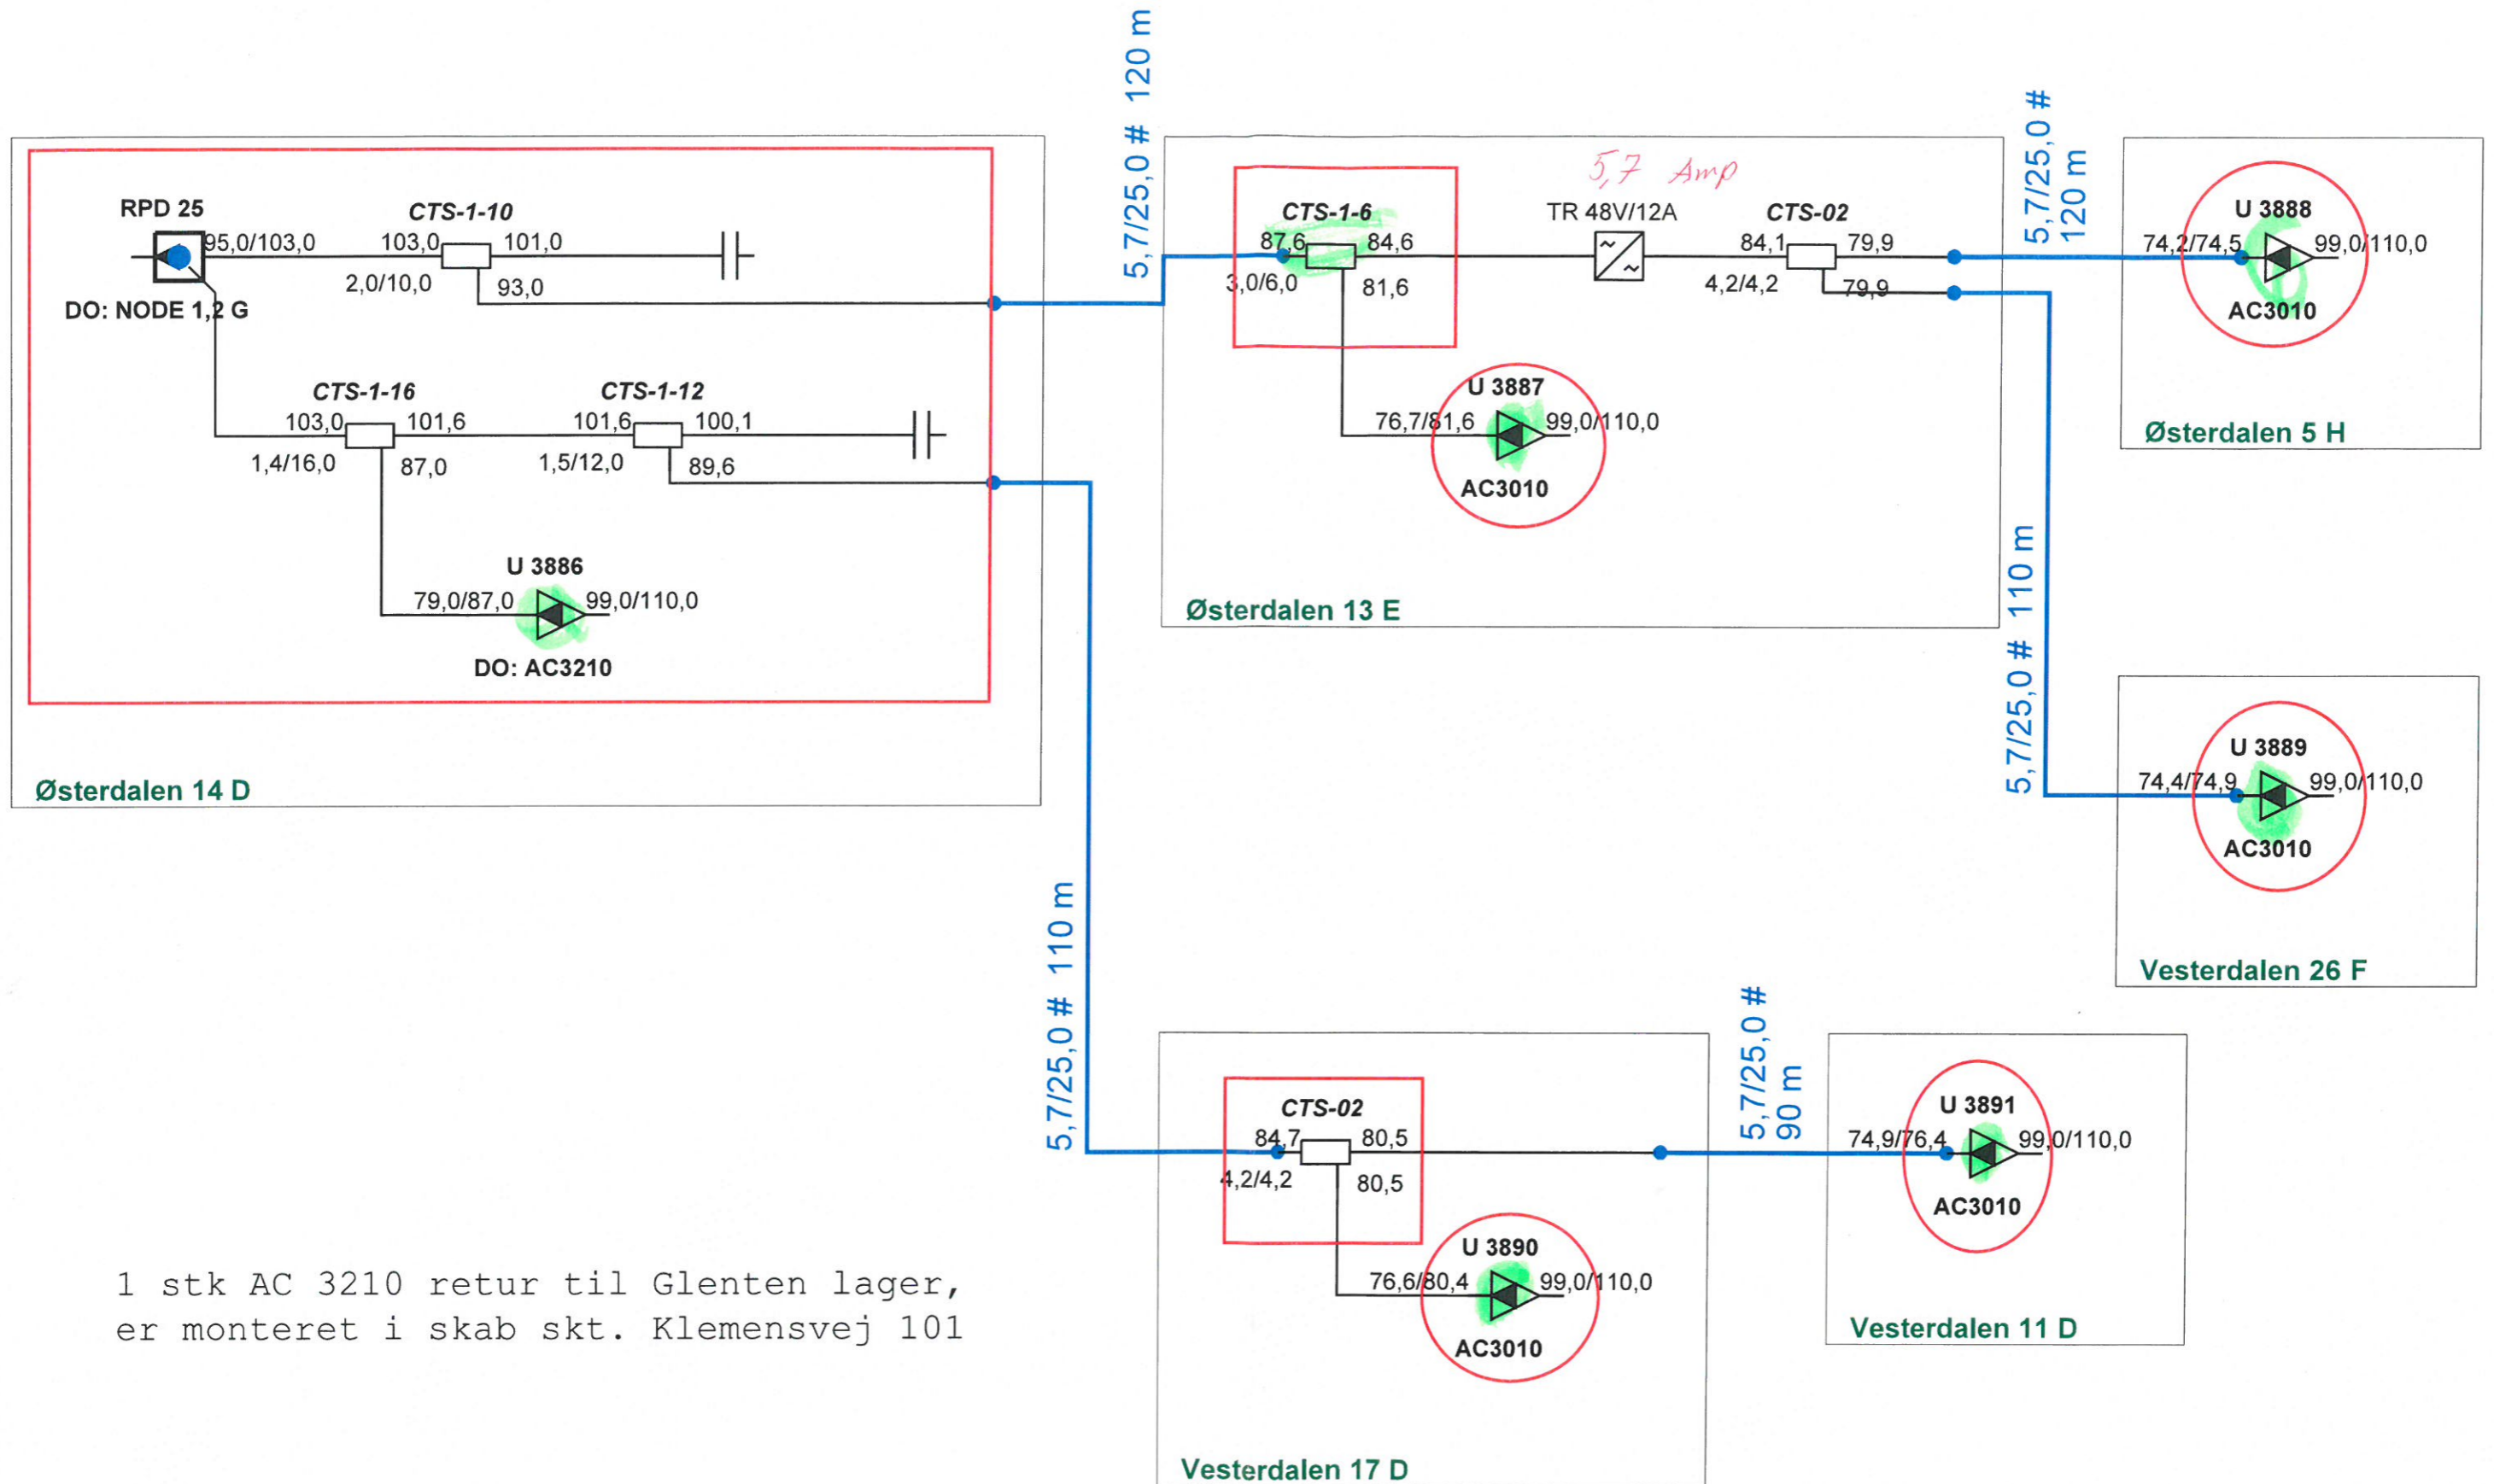 RPD 25
95,0/103,0
DO: NODE 1,2 G
CTS-1-10
103,0
101,0
2,0/10,0
93,0
CTS-1-16
103,0
101,6
1,4/16,0
87,0
CTS-1-12
101,6
100,1
1,5/12,0
89,6
U 3886
79,0/87,0
99,0/110,0
DO: AC3210
Østerdalen 14 D
5,7/25,0 # 120 m
CTS-1-6
87,6
84,6
3,0/6,0
81,6
5,7 Amp
TR 48V/12A
CTS-02
84,1
79,9
4,2/4,2
79,9
U 3887
76,7/81,6
99,0/110,0
AC3010
Østerdalen 13 E
5,7/25,0 #
120 m
U 3888
74,2/74,5
99,0/110,0
AC3010
Østerdalen 5 H
5,7/25,0 # 110 m
U 3889
74,4/74,9
99,0/110,0
AC3010
Vesterdalen 26 F
5,7/25,0 # 110 m
CTS-02
84,7
80,5
4,2/4,2
80,5
U 3890
76,6/80,4
99,0/110,0
AC3010
Vesterdalen 17 D
5,7/25,0 #
90 m
U 3891
74,9/76,4
99,0/110,0
AC3010
Vesterdalen 11 D
1 stk AC 3210 retur til Glenten lager,
er monteret i skab skt. Klemensvej 101